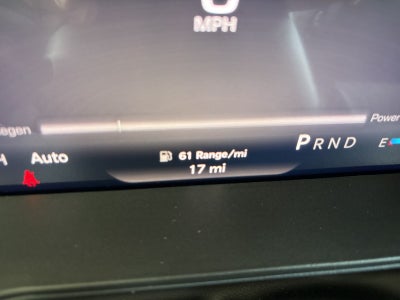 MPH
egen
Power
H Auto
61 Range/mi
PRND
E
17 mi